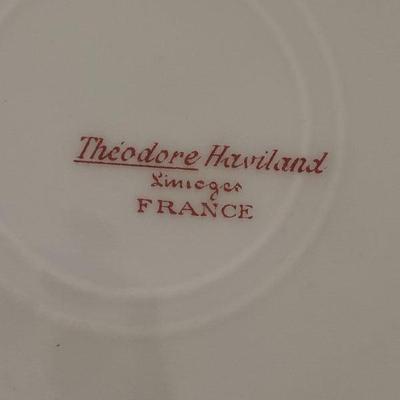 Théodore Haviland
Limoges
FRANCE